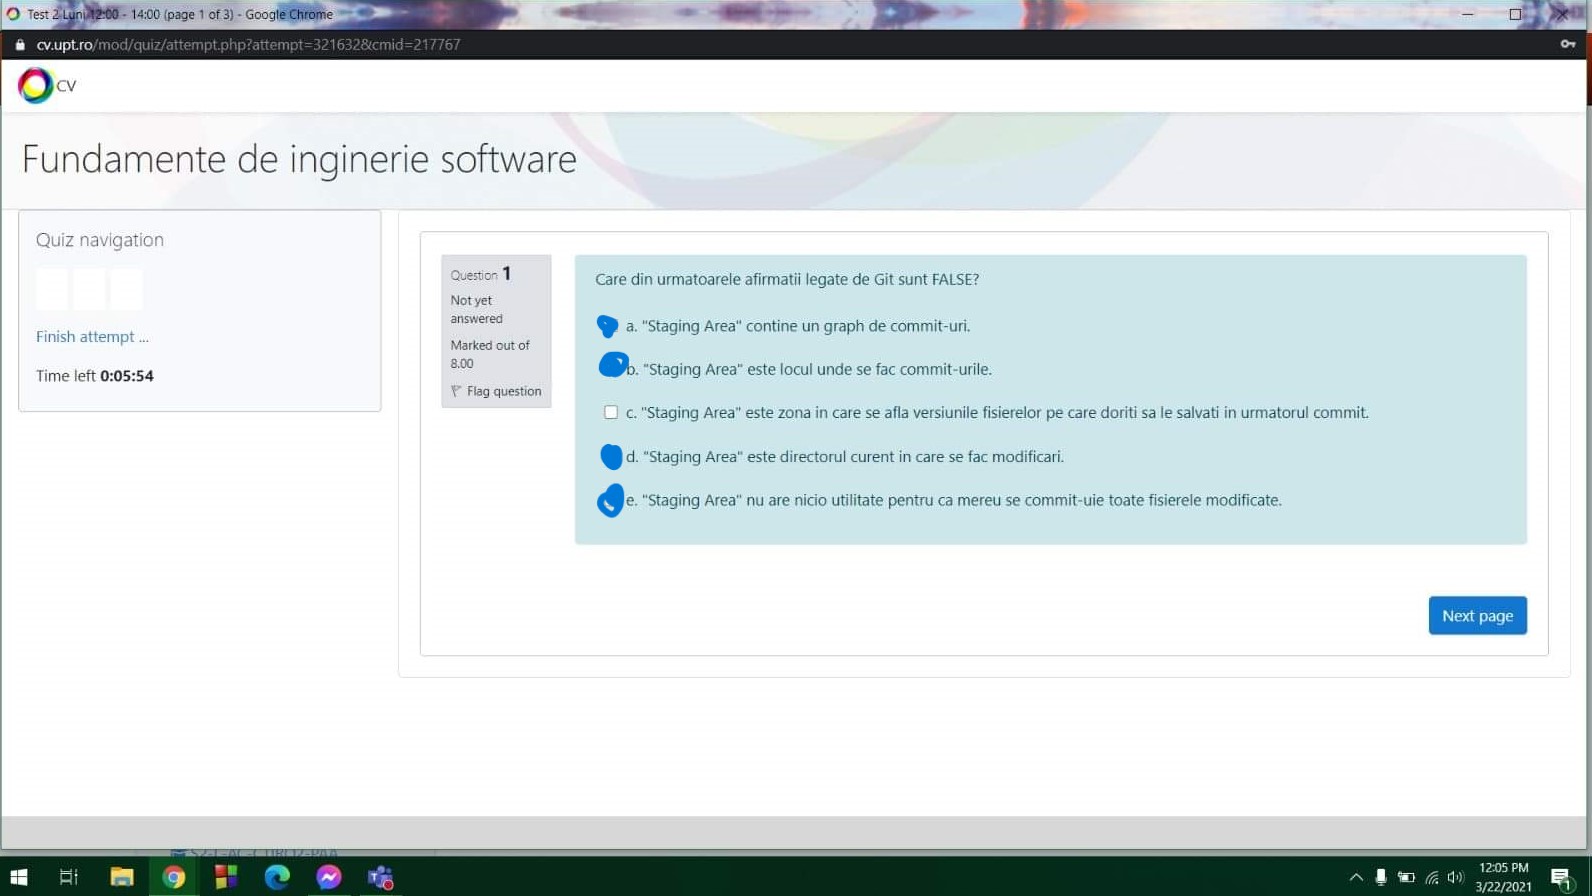 Test 2 Luni 12:00 - 14:00 (page 1 of 3) - Google Chrome
cv.upt.ro/mod/quiz/attempt.php?attempt=321632&cmid=217767
CV
Fundamente de inginerie software
Quiz navigation
Finish attempt ...
Time left 0:05:54
Question 1
Not yet
answered
Marked out of
8.00
Flag question
Care din urmatoarele afirmatii legate de Git sunt FALSE?
a. "Staging Area" contine un graph de commit-uri.
b. "Staging Area" este locul unde se fac commit-urile.
c. "Staging Area" este zona in care se afla versiunile fisierelor pe care doriti sa le salvati in urmatorul commit.
d. "Staging Area" este directorul curent in care se fac modificari.
e. "Staging Area" nu are nicio utilitate pentru ca mereu se commit-uie toate fisierele modificate.
Next page
12:05 PM
3/22/2021
1